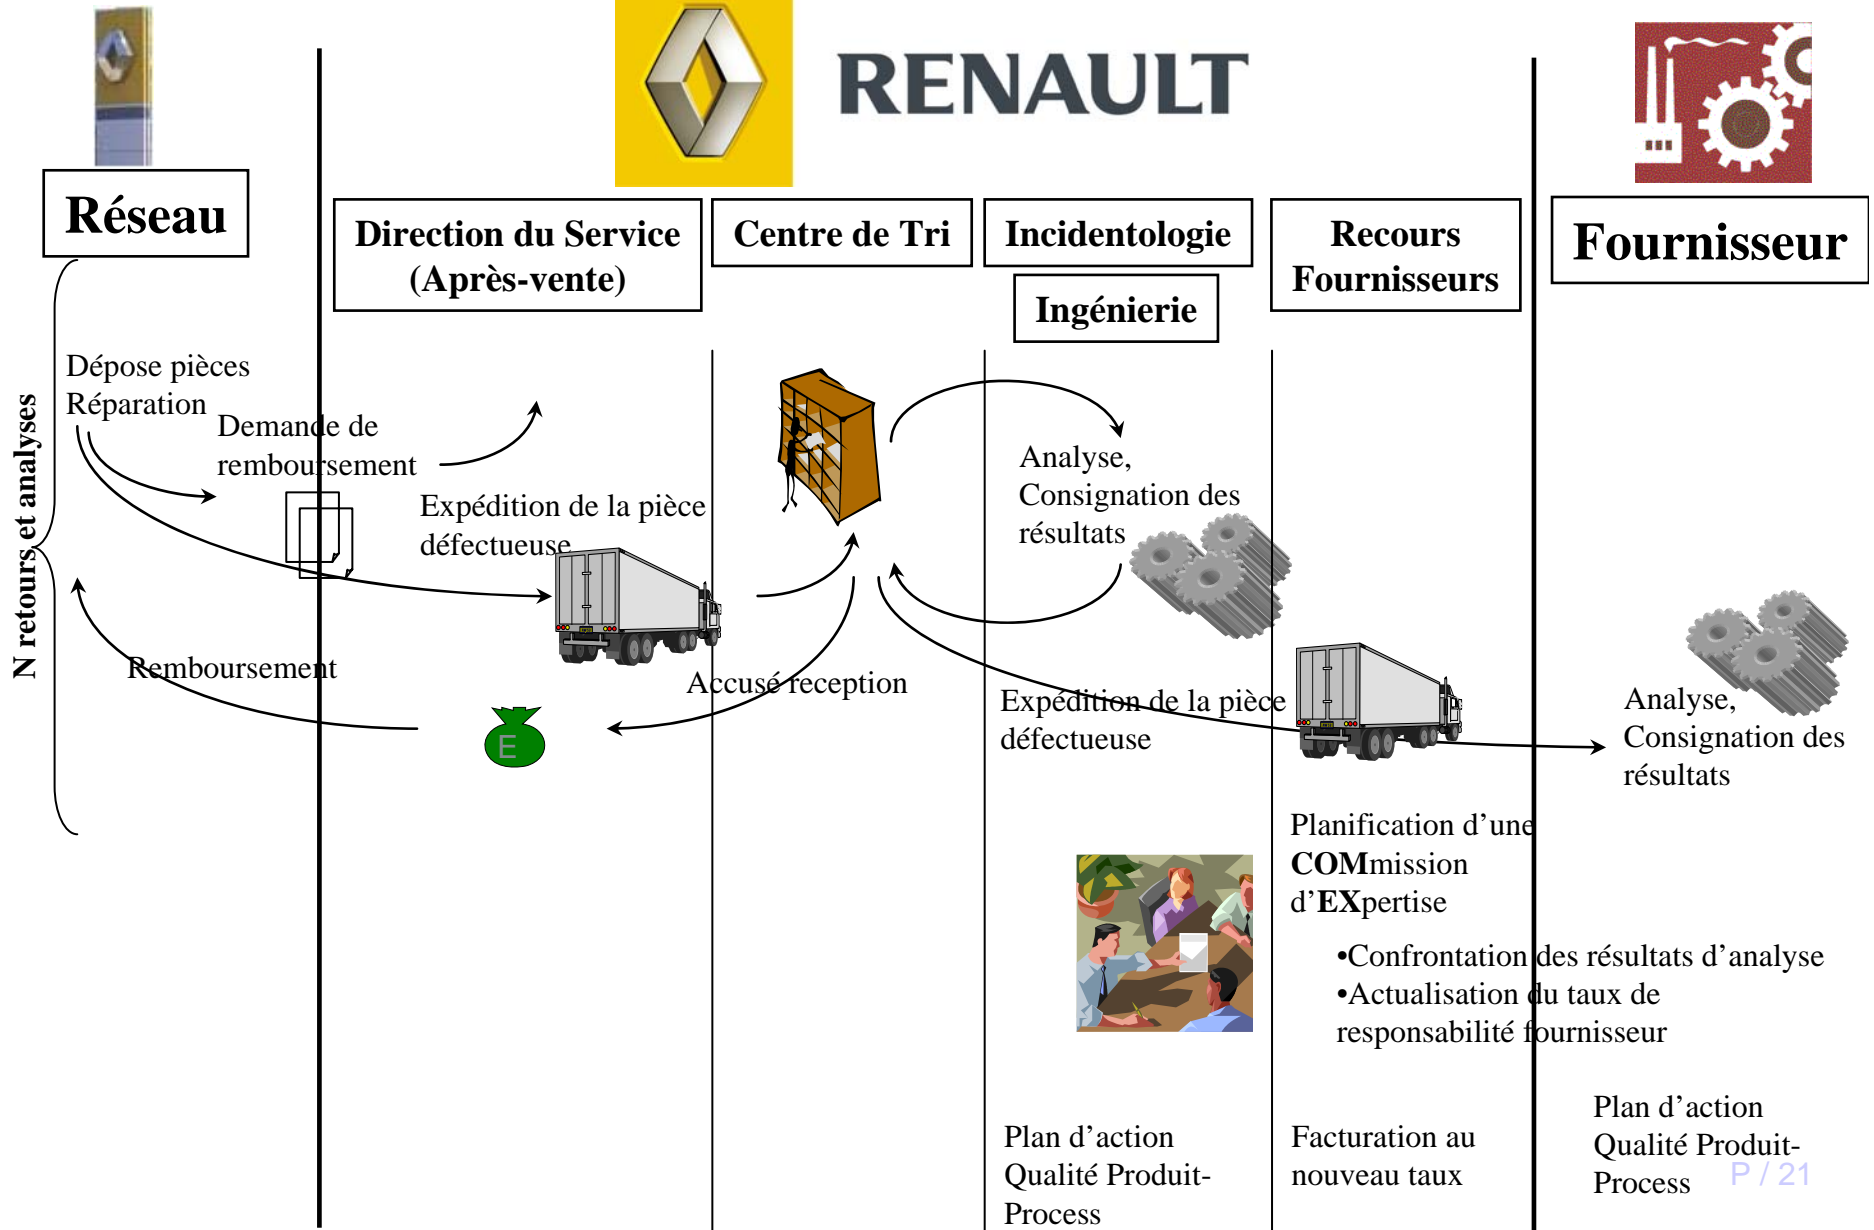 RENAULT
Réseau
Direction du Service
(Après-vente)
Centre de Tri
Incidentologie
Ingénierie
Recours
Fournisseurs
Fournisseur
N retours et analyses
Dépose pièces
Réparation
Demande de
remboursement
Expédition de la pièce
défectueuse
Analyse,
Consignation des
résultats
Remboursement
E
Accusé reception
Expédition de la pièce
défectueuse
Analyse,
Consignation des
résultats
Planification d’une
COMmission
d’EXpertise
•Confrontation des résultats d’analyse
•Actualisation du taux de
responsabilité fournisseur
Plan d’action
Qualité Produit-
Process
Facturation au
nouveau taux
Plan d’action
Qualité Produit-
Process
P / 21